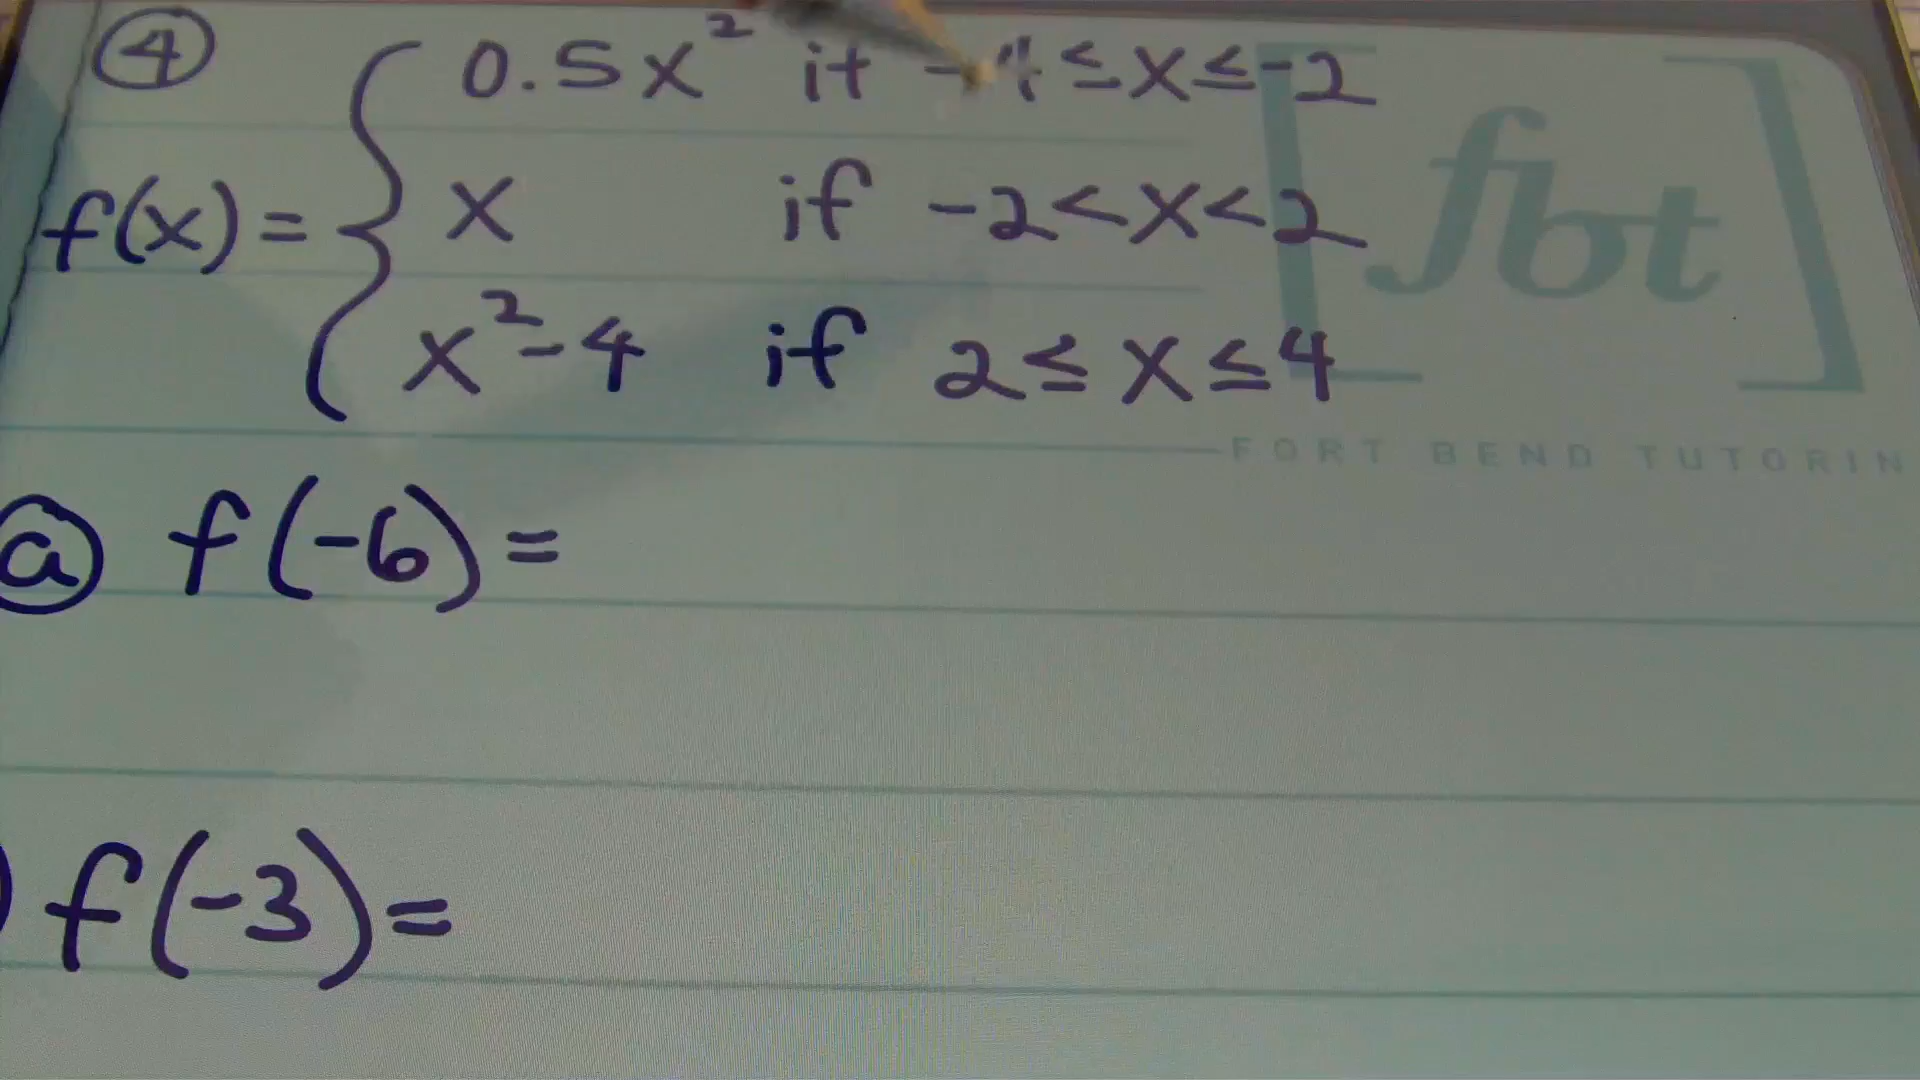 ④ 0.5x² if -4≤x≤-2
f(x)= { x if -2<x<2
x²-4 if 2≤x≤4
fbt
FORT BEND TUTORIN
ⓐ f(-6)=
) f(-3)=